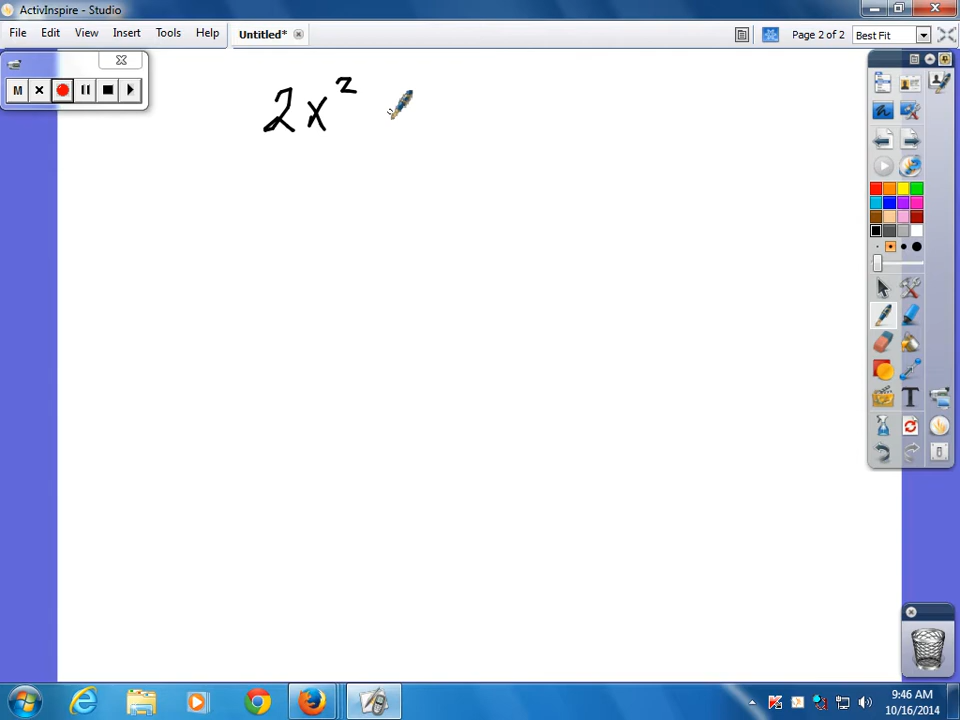 ActivInspire - Studio
File Edit View Insert Tools Help Untitled* Page 2 of 2 Best Fit
M
2x²
T
9:46 AM
10/16/2014